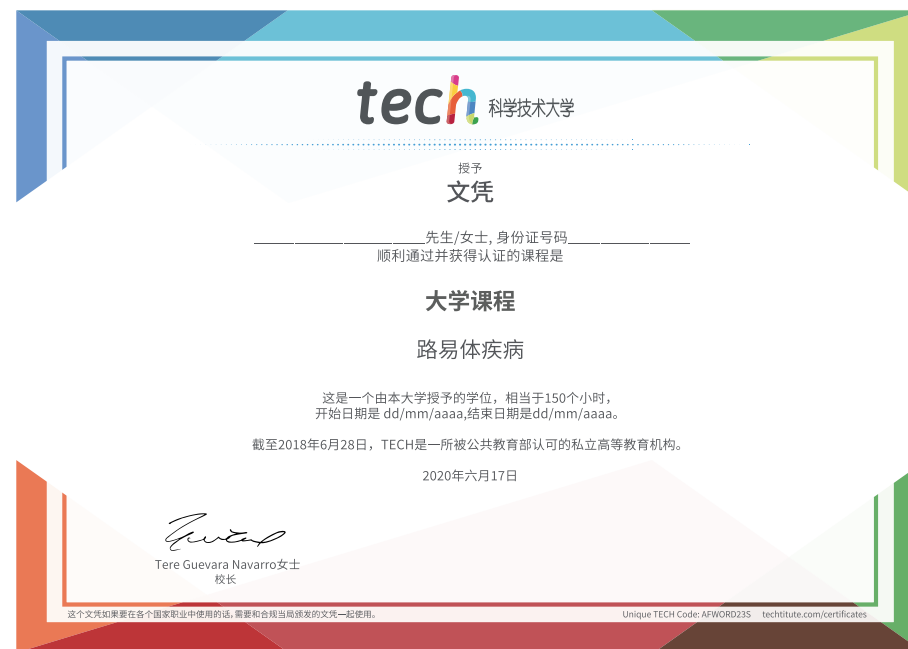 tech 科学技术大学
授予
文凭
先生/女士, 身份证号码
顺利通过并获得认证的课程是
大学课程
路易体疾病
这是一个由本大学授予的学位，相当于150个小时，
开始日期是 dd/mm/aaaa,结束日期是dd/mm/aaaa。
截至2018年6月28日，TECH是一所被公共教育部认可的私立高等教育机构。
2020年六月17日
Tere Guevara Navarro女士
校长
这个文凭如果要在各个国家职业中使用的话,需要和合规当局颁发的文凭一起使用。
Unique TECH Code: AFWORD23S techtitute.com/certificates